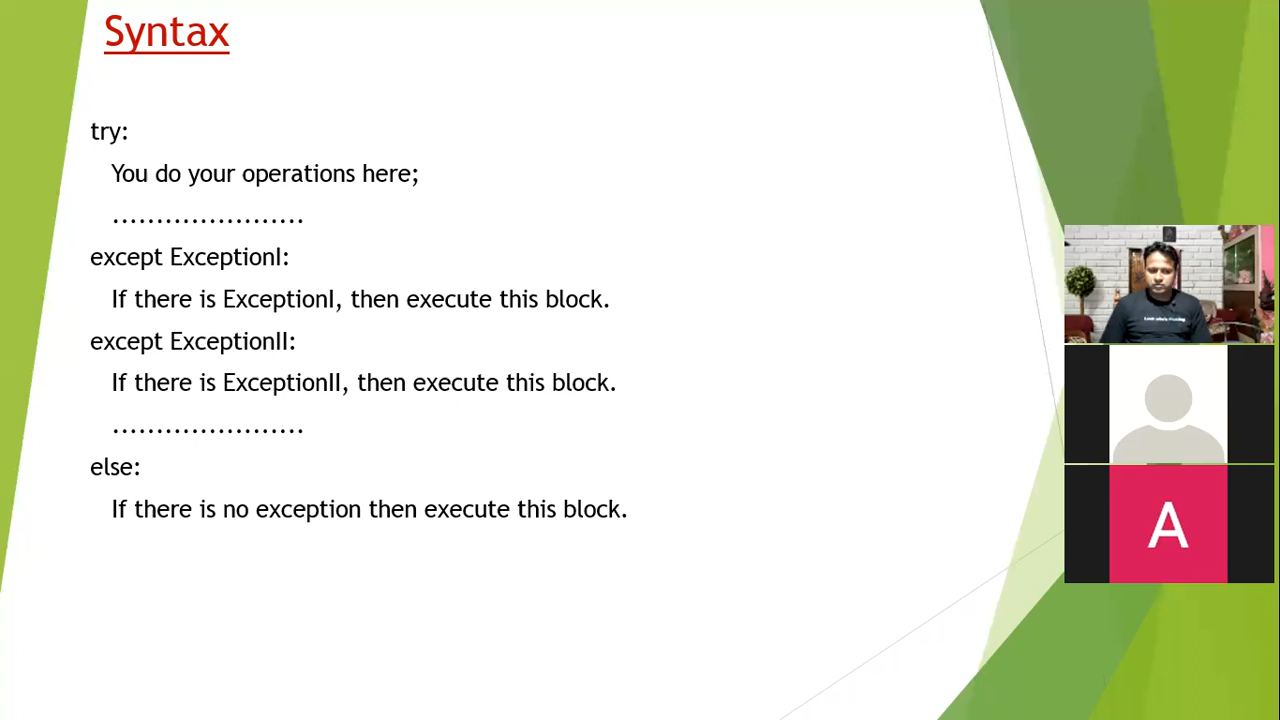 Syntax
try:
You do your operations here;
......................
except ExceptionI:
If there is ExceptionI, then execute this block.
except ExceptionII:
If there is ExceptionII, then execute this block.
......................
else:
If there is no exception then execute this block.
A